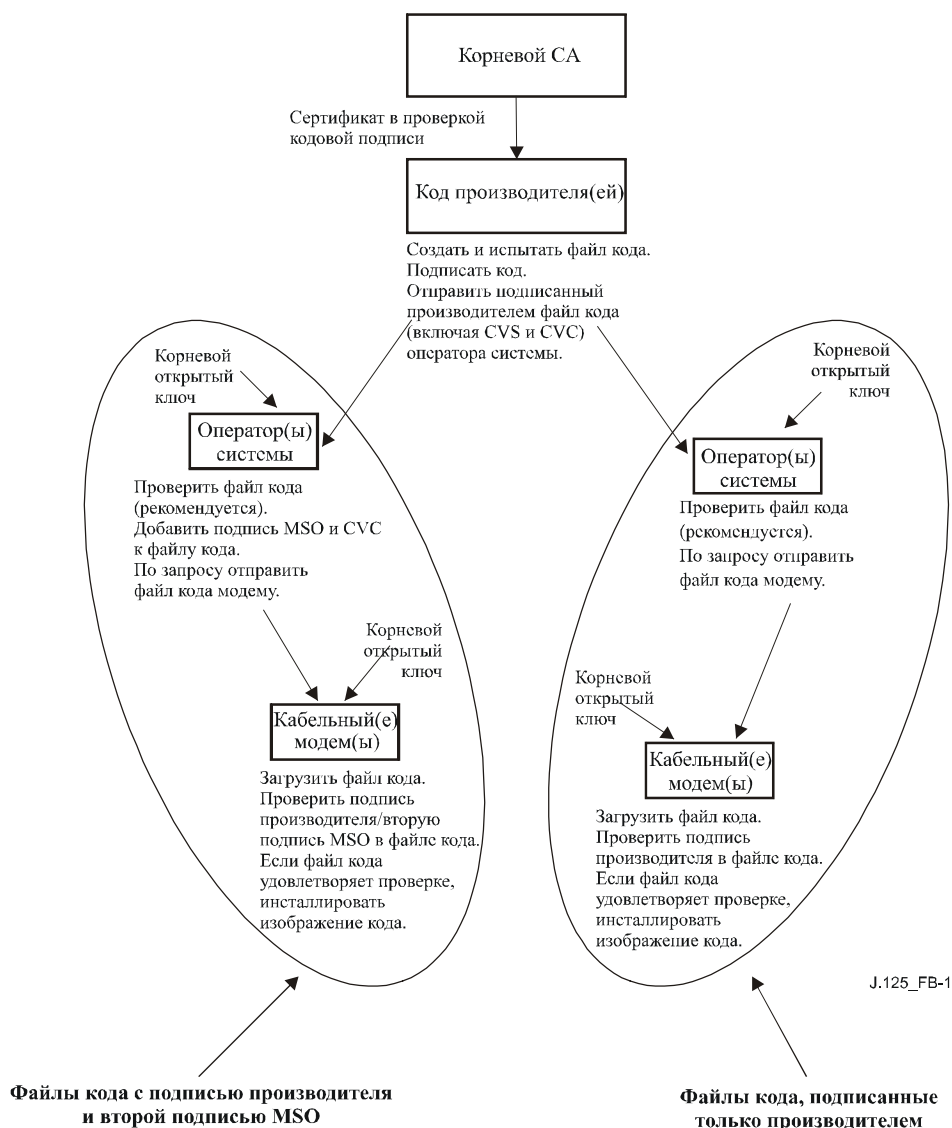 Корневой CA
Сертификат в проверкой
кодовой подписи
Код производителя(ей)
Создать и испытать файл кода.
Подписать код.
Отправить подписанный
производителем файл кода
(включая CVS и CVC)
оператора системы.
Корневой
открытый
ключ
Оператор(ы)
системы
Проверить файл кода
(рекомендуется).
Добавить подпись MSO и CVC
к файлу кода.
По запросу отправить
файл кода модему.
Корневой
открытый
ключ
Кабельный(е)
модем(ы)
Загрузить файл кода.
Проверить подпись
производителя/вторую
подпись MSO в файле кода.
Если файл кода
удовлетворяет проверке,
инсталлировать
изображение кода.
Корневой
открытый
ключ
Оператор(ы)
системы
Проверить файл кода
(рекомендуется).
По запросу отправить
файл кода модему.
Корневой
открытый
ключ
Кабельный(е)
модем(ы)
Загрузить файл кода.
Проверить подпись
производителя в файле кода.
Если файл кода
удовлетворяет проверке,
инсталлировать
изображение кода.
J.125_FB-1
Файлы кода с подписью производителя
и второй подписью MSO
Файлы кода, подписанные
только производителем